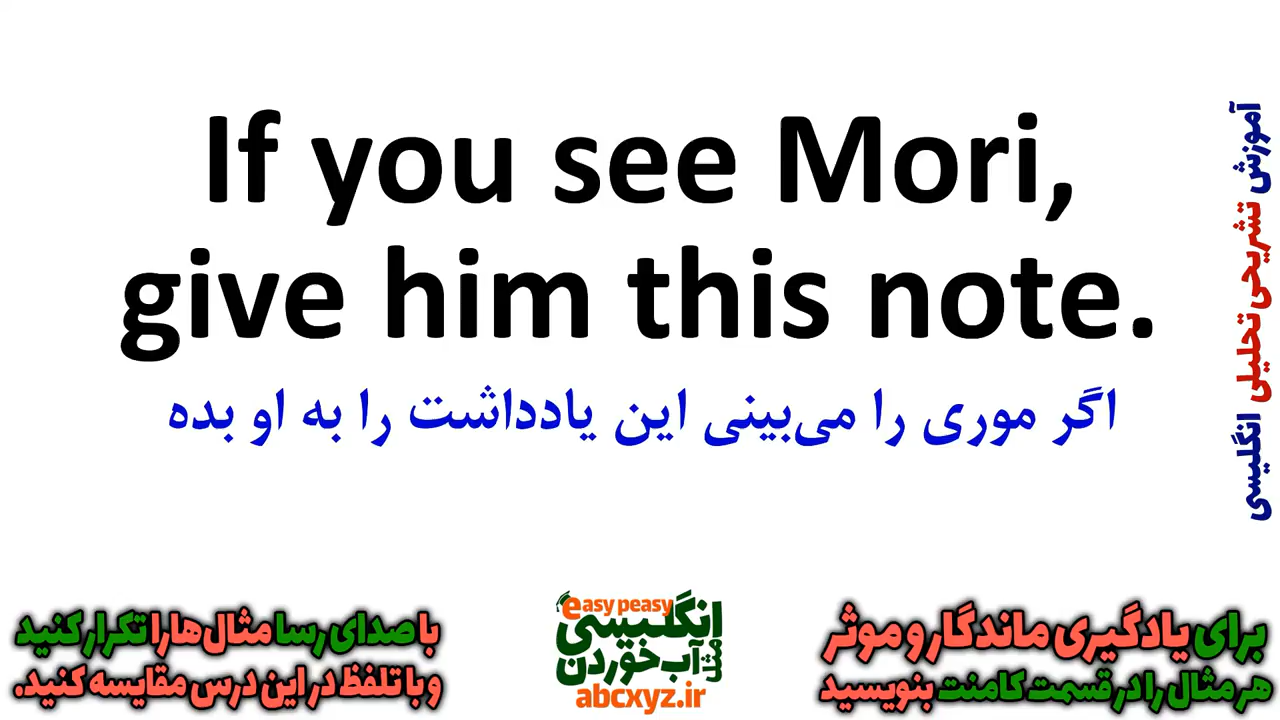 If you see Mori,
give him this note.
اگر موری را می‌بینی این یادداشت را به او بده
آموزش تشریحی تحلیلی انگلیسی
برای یادگیری ماندگار و موثر
هر مثال را در قسمت کامنت بنویسید
easy peasy
انگلیسی
مثل آب خوردن
abcxyz.ir
با صدای رسا مثال‌ها را تکرار کنید
و با تلفظ در این درس مقایسه کنید.